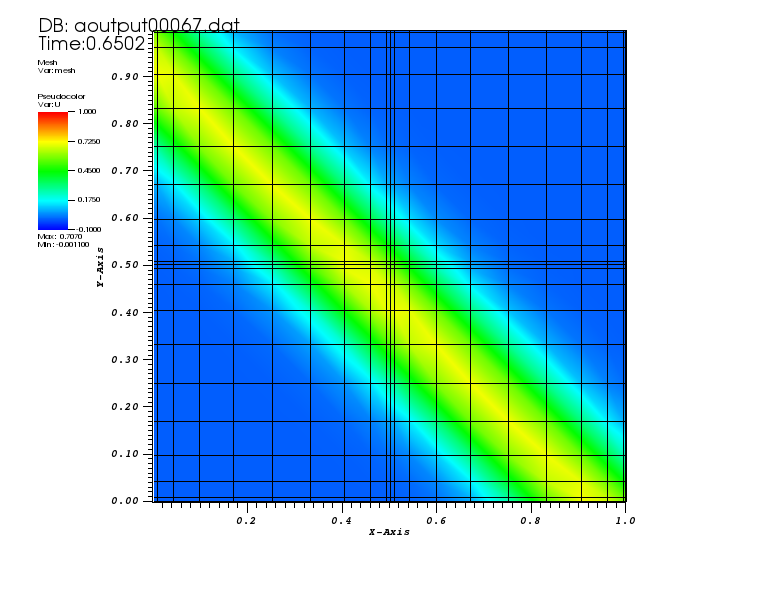 DB: aoutput00067.dat
Time:0.6502
Mesh
Var: mesh
Pseudocolor
Var: U
1.000
0.7250
0.4500
0.1750
-0.1000
Max: 0.7070
Min: -0.001100
Y-Axis
0.90
0.80
0.70
0.60
0.50
0.40
0.30
0.20
0.10
0.00
0.2 0.4 0.6 0.8 1.0
X-Axis